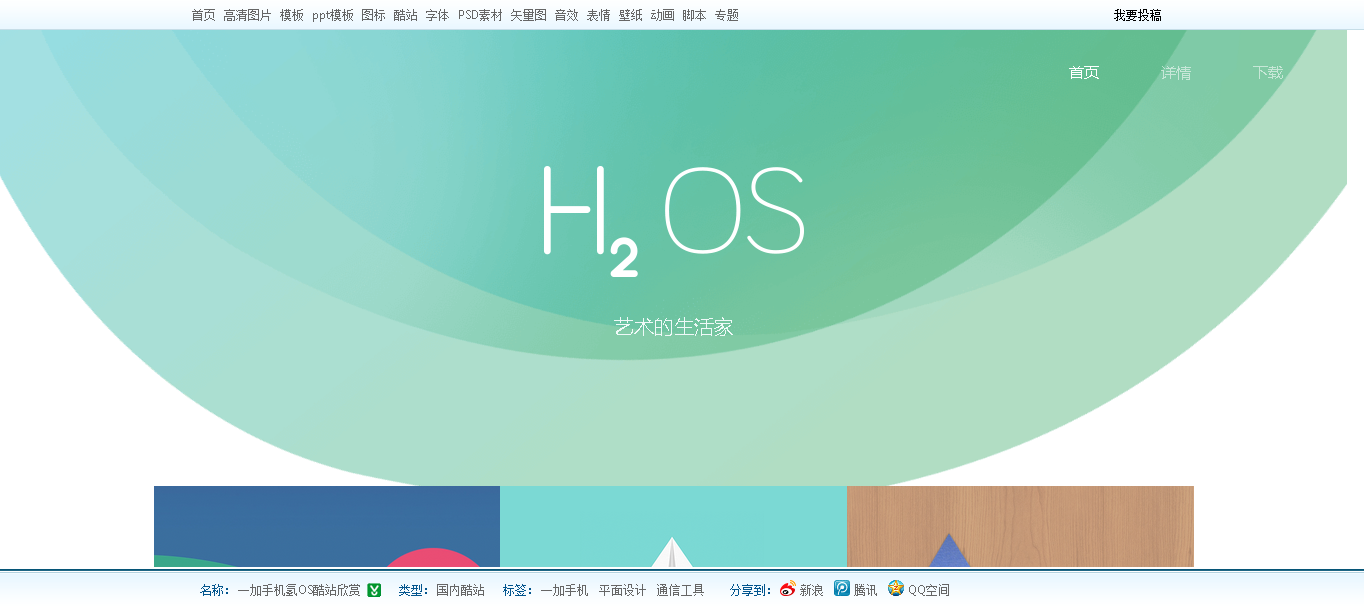 首页 高清图片 模板 ppt模板 图标 酷站 字体 PSD素材 矢量图 音效 表情 壁纸 动画 脚本 专题 我要投稿
首页 详情 下载
H₂ OS
艺术的生活家
名称: 一加手机氢OS酷站欣赏 类型: 国内酷站 标签: 一加手机 平面设计 通信工具 分享到: 新浪 腾讯 QQ空间